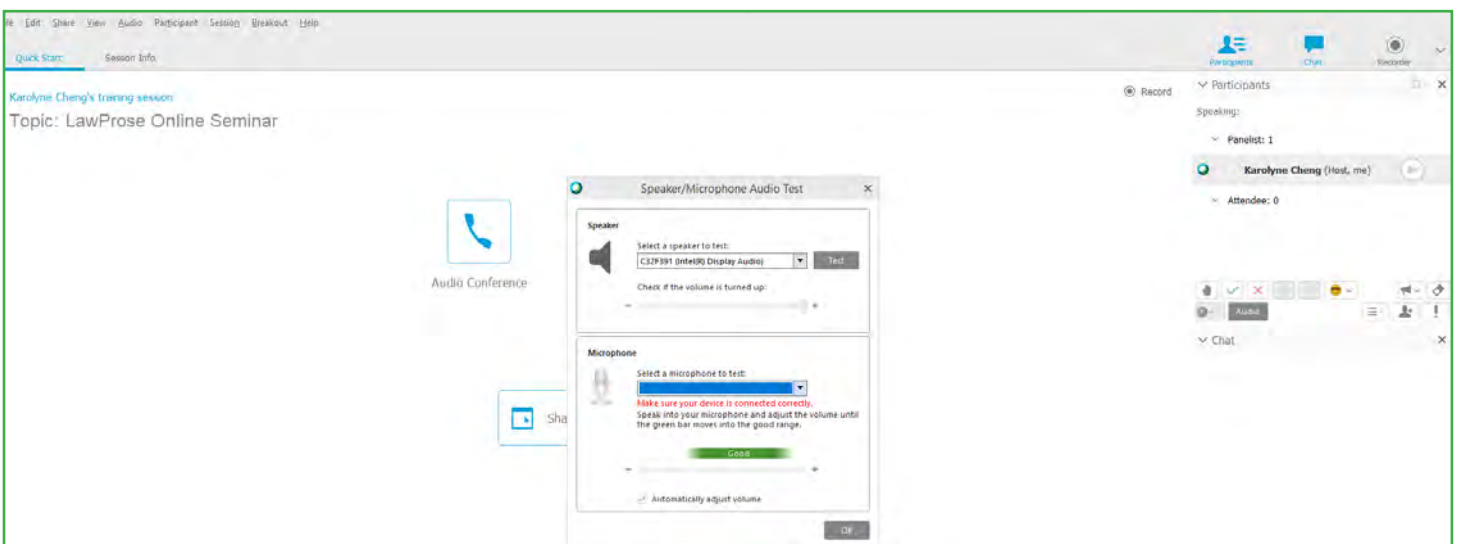 Edit Share View Audio Participant Session Breakout Help
Quick Start Session Info
Participants Chat Recorder
Karolyne Cheng's training session
Record
Topic: LawProse Online Seminar
Participants
Speaking:
Panelist: 1
Karolyne Cheng (Host, me)
Attendee: 0
Audio
Chat
Audio Conference
Sha
Speaker/Microphone Audio Test
Speaker
Select a speaker to test:
C32F391 (Intel(R) Display Audio)
Test
Check if the volume is turned up:
- +
Microphone
Select a microphone to test:
Make sure your device is connected correctly.
Speak into your microphone and adjust the volume until
the green bar moves into the good range.
Good
- +
Automatically adjust volume
OK